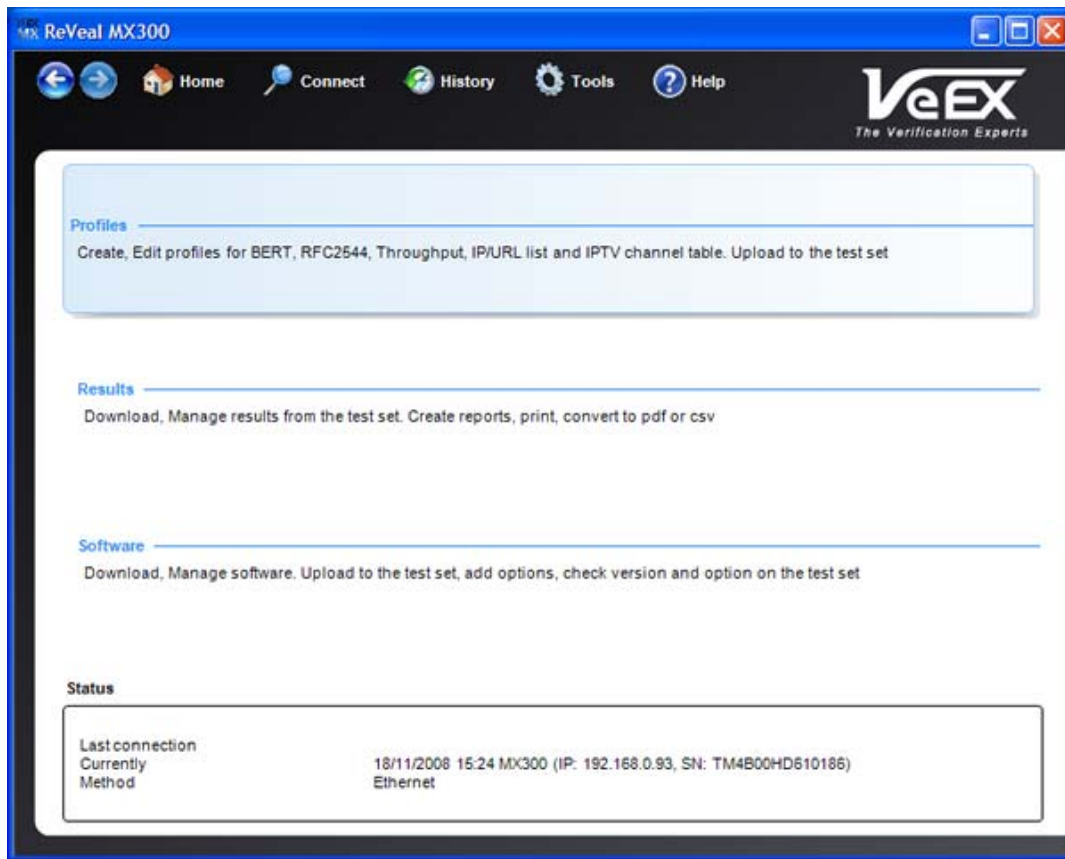 ReVeal MX300
Home
Connect
History
Tools
Help
VeEX
The Verification Experts
Profiles
Create, Edit profiles for BERT, RFC2544, Throughput, IP/URL list and IPTV channel table. Upload to the test set
Results
Download, Manage results from the test set. Create reports, print, convert to pdf or csv
Software
Download, Manage software. Upload to the test set, add options, check version and option on the test set
Status
Last connection
Currently 18/11/2008 15:24 MX300 (IP: 192.168.0.93, SN: TM4B00HD610186)
Method Ethernet